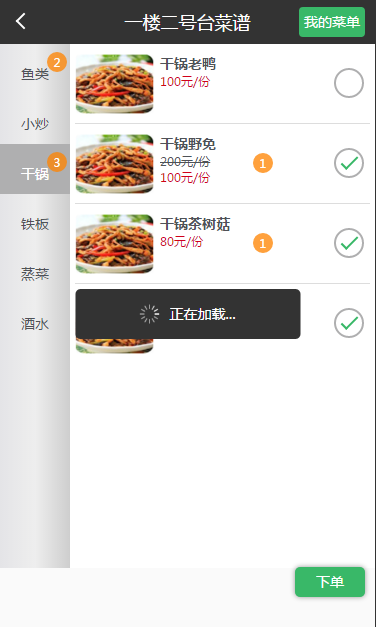 一楼二号台菜谱
我的菜单
鱼类
2
小炒
干锅
3
铁板
蒸菜
酒水
干锅老鸭
100元/份
干锅野兔
200元/份
100元/份
1
干锅茶树菇
80元/份
1
正在加载...
下单